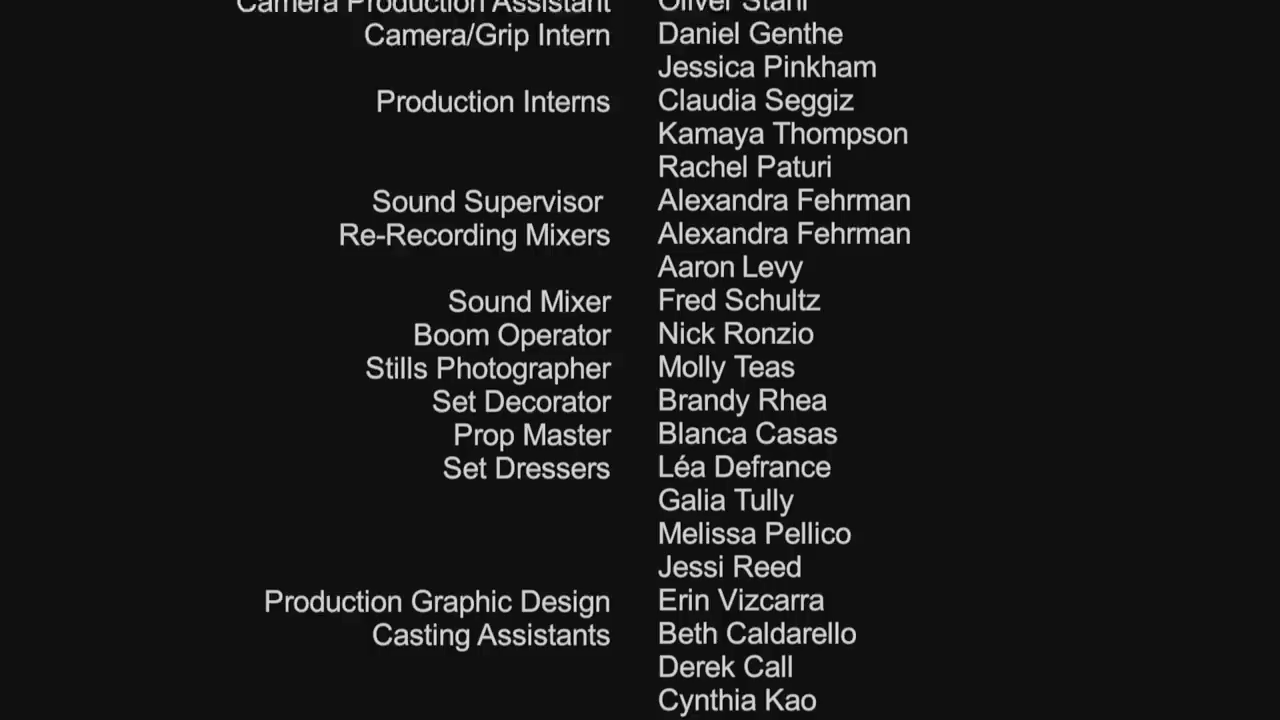 Camera Production Assistant Oliver Stahl
Camera/Grip Intern Daniel Genthe
Jessica Pinkham
Production Interns Claudia Seggiz
Kamaya Thompson
Rachel Paturi
Sound Supervisor Alexandra Fehrman
Re-Recording Mixers Alexandra Fehrman
Aaron Levy
Sound Mixer Fred Schultz
Boom Operator Nick Ronzio
Stills Photographer Molly Teas
Set Decorator Brandy Rhea
Prop Master Blanca Casas
Set Dressers Léa Defrance
Galia Tully
Melissa Pellico
Jessi Reed
Production Graphic Design Erin Vizcarra
Casting Assistants Beth Caldarello
Derek Call
Cynthia Kao